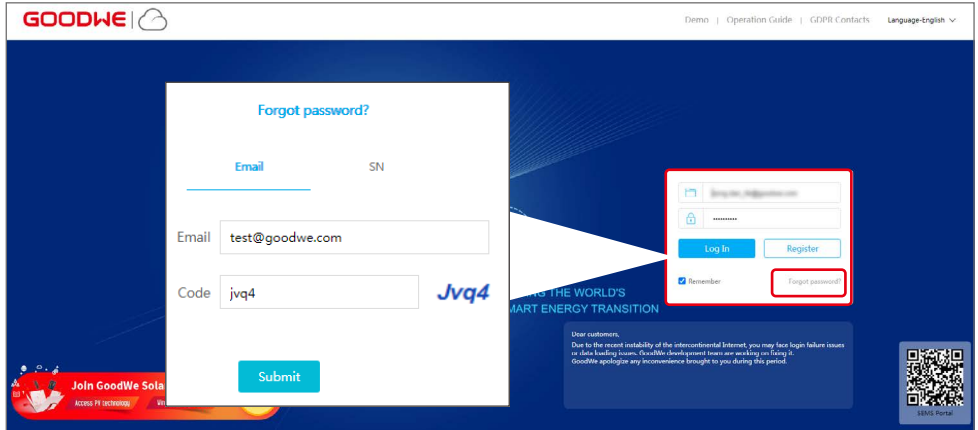 GOODWE
Demo | Operation Guide | GDPR Contacts Language-English
Forgot password?
Email SN
Email test@goodwe.com
Code jvq4 Jvq4
Submit
Log In Register
Remember Forgot password?
THE WORLD'S
ENERGY TRANSITION
Dear customers,
Due to the recent instability of the intercontinental Internet, you may face login failure issues
or data loading issues. GoodWe development team are working on fixing it.
GoodWe apologize any inconvenience brought to you during this period.
Join GoodWe
Access PV technology
SEMS Portal